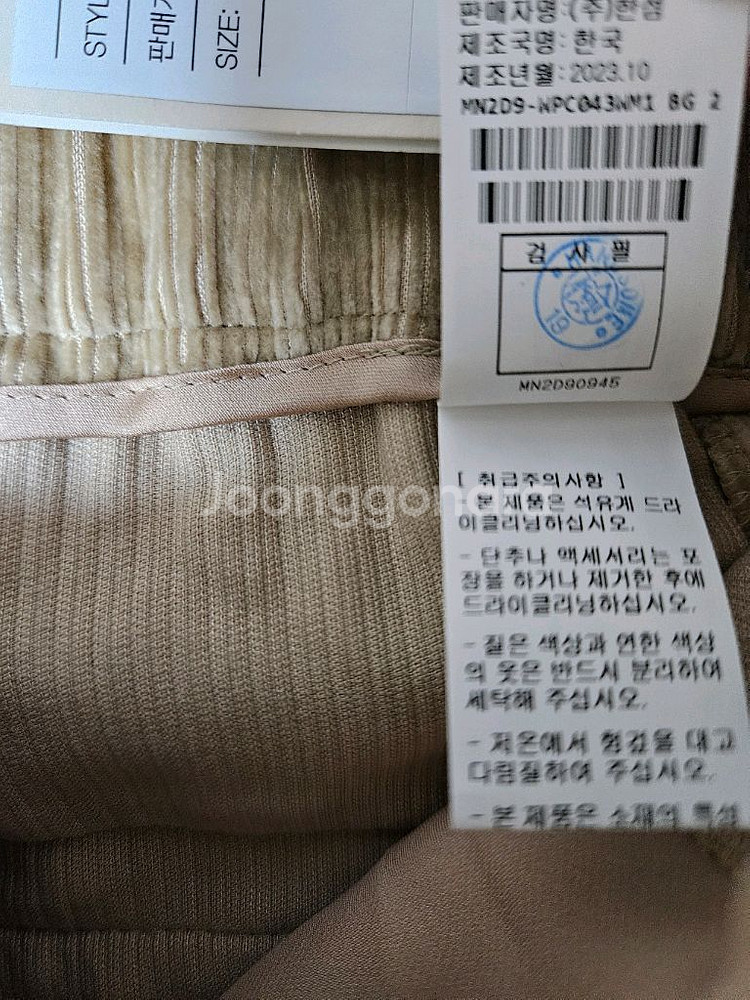 STYL
판매가
SIZE:
판매자명:(주)한섬
제조국명: 한국
제조년월: 2023.10
MN2D9-WPC043WM1 BG 2
검 사 필
19
MN2D90945
[ 취급주의사항 ]
- 본 제품은 석유계 드라
이클리닝하십시오.
- 단추나 액세서리는 포
장을 하거나 제거한 후에
드라이클리닝하십시오.
- 짙은 색상과 연한 색상
의 옷은 반드시 분리하여
세탁해 주십시오.
- 저온에서 헝겊을 대고
다림질하여 주십시오.
- 본 제품은 소재의 특성
Joonggona